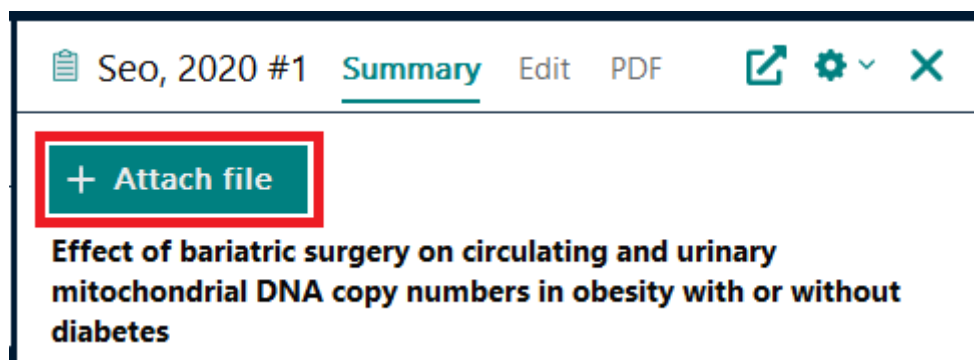 Seo, 2020 #1 Summary Edit PDF
+ Attach file
Effect of bariatric surgery on circulating and urinary
mitochondrial DNA copy numbers in obesity with or without
diabetes